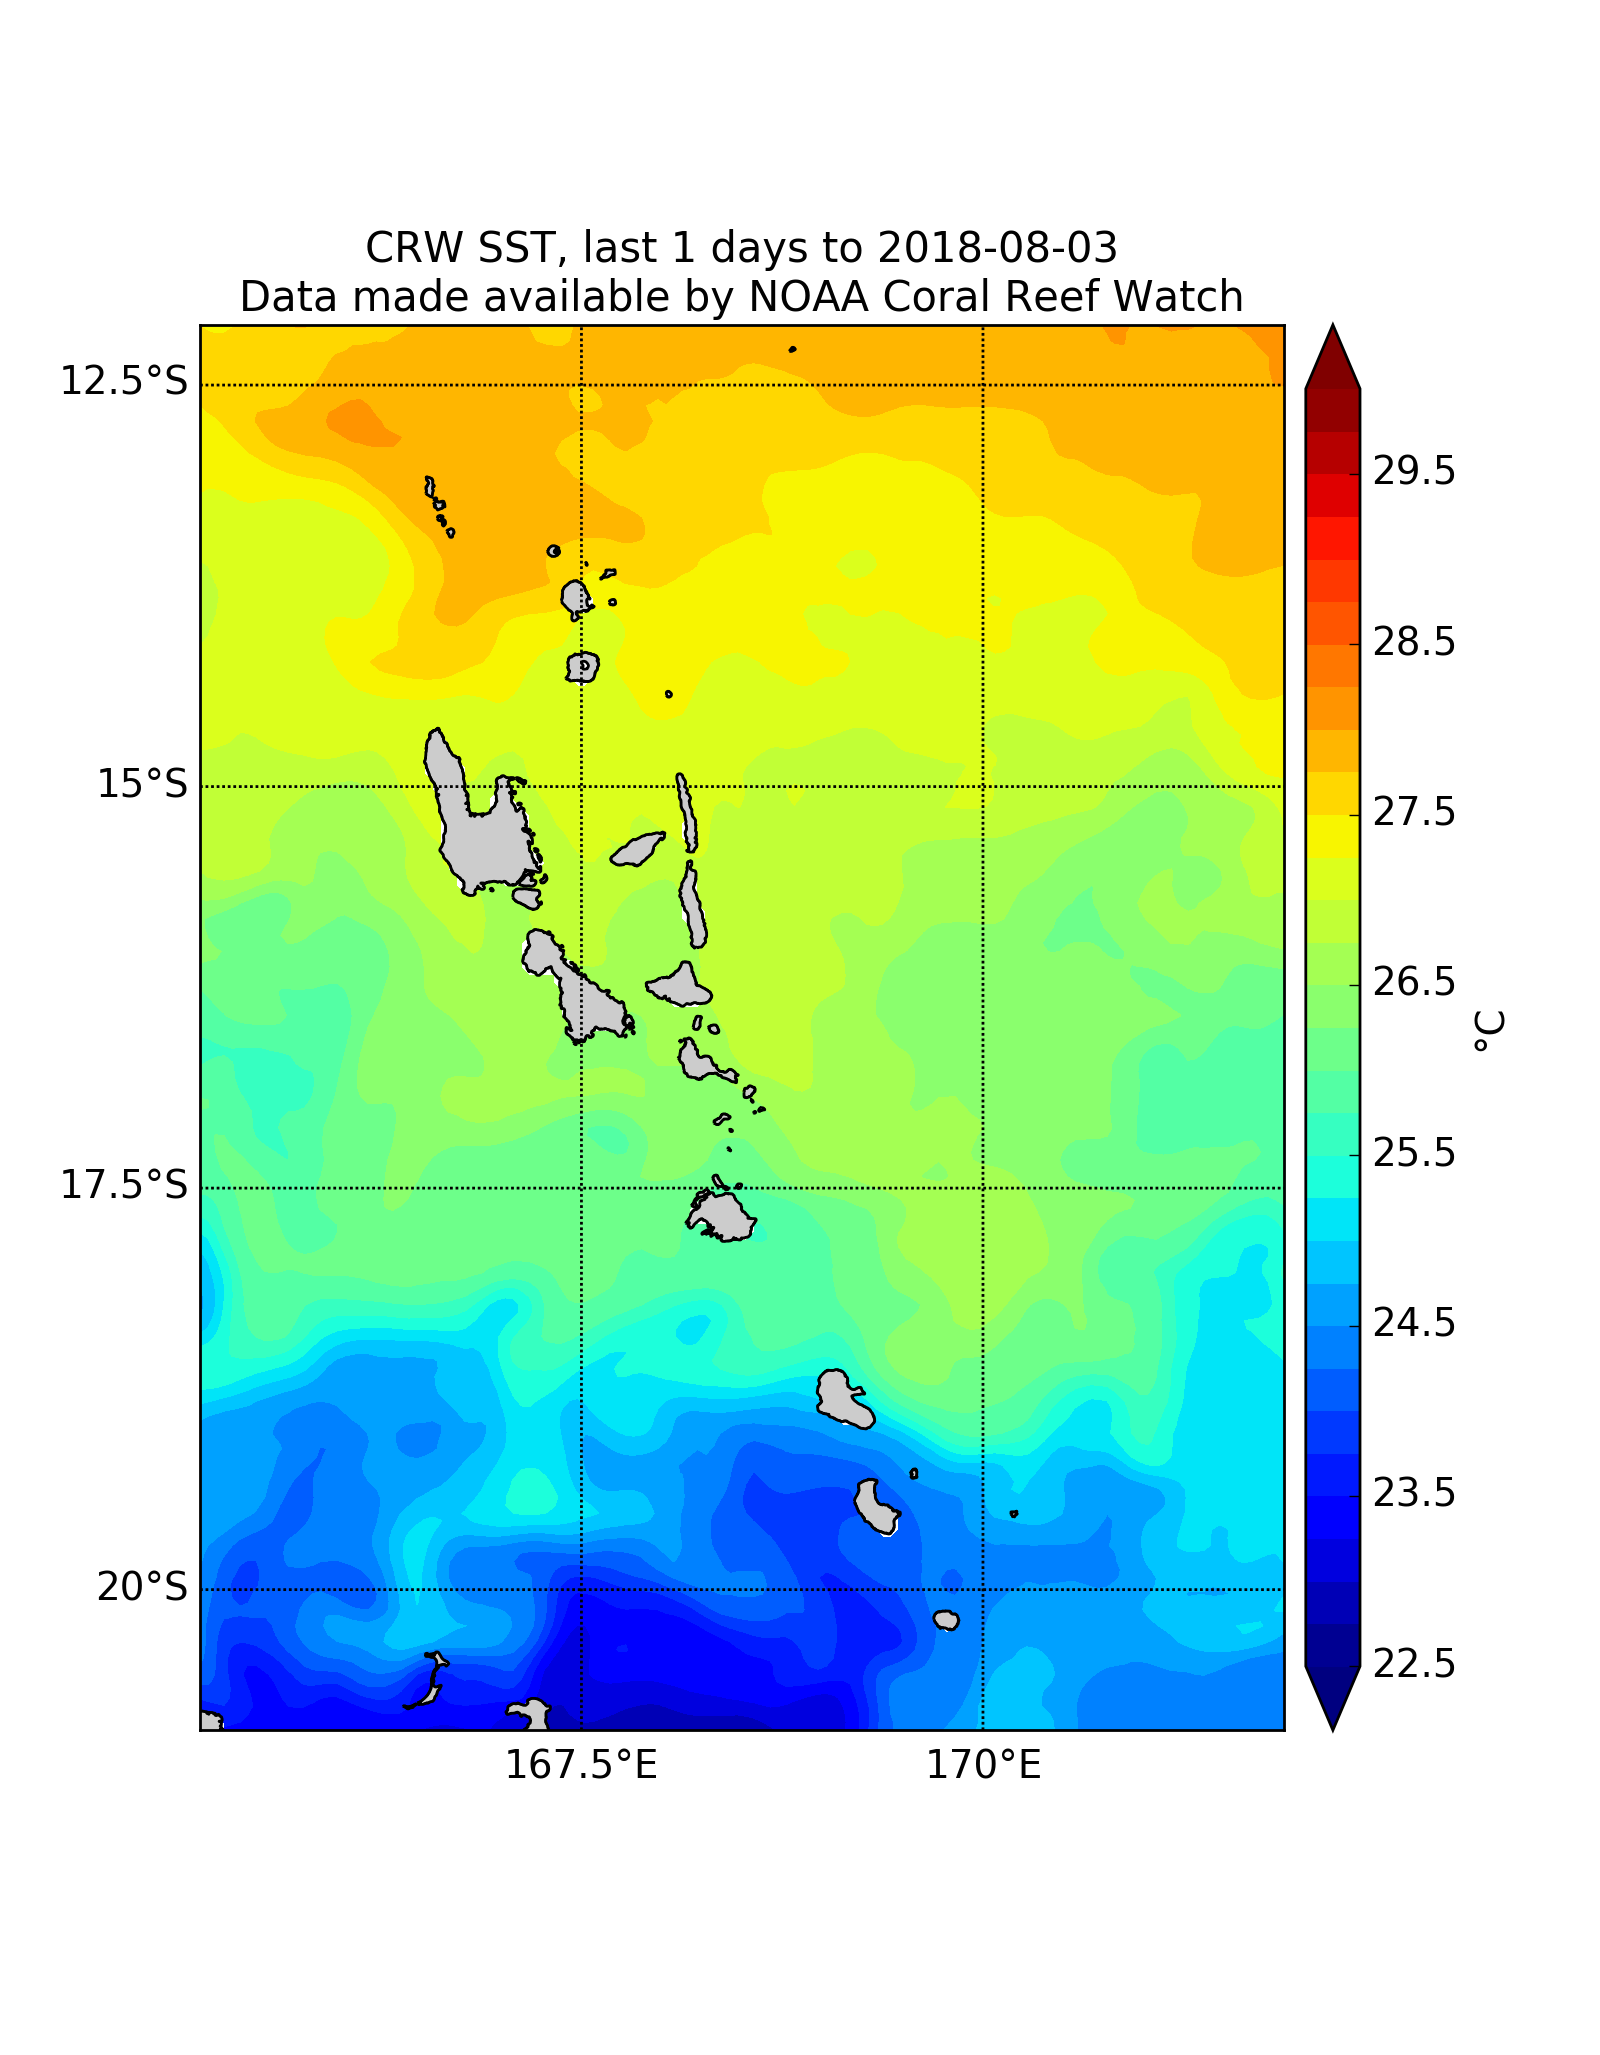 CRW SST, last 1 days to 2018-08-03
Data made available by NOAA Coral Reef Watch
12.5°S
15°S
17.5°S
20°S
167.5°E
170°E
29.5
28.5
27.5
26.5
25.5
24.5
23.5
22.5
°C